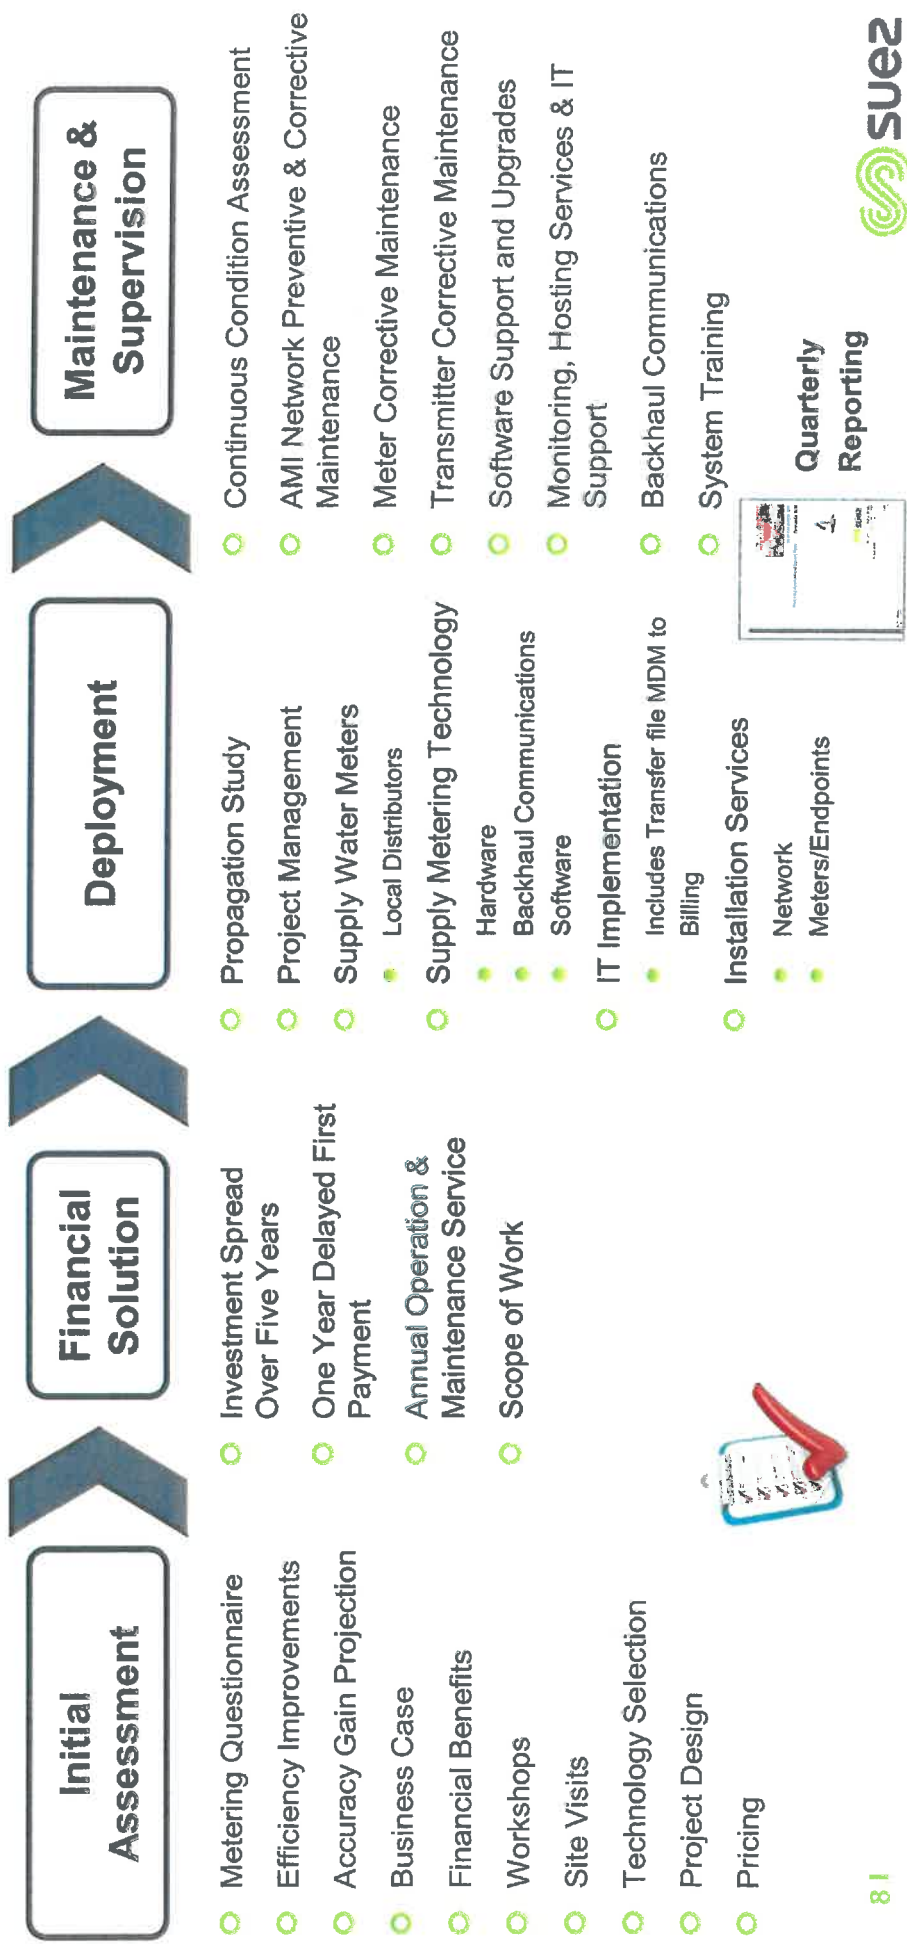 Initial
Assessment
Metering Questionnaire
Efficiency Improvements
Accuracy Gain Projection
Business Case
Financial Benefits
Workshops
Site Visits
Technology Selection
Project Design
Pricing
Financial
Solution
Investment Spread
Over Five Years
One Year Delayed First
Payment
Annual Operation &
Maintenance Service
Scope of Work
Deployment
Propagation Study
Project Management
Supply Water Meters
Local Distributors
Supply Metering Technology
Hardware
Backhaul Communications
Software
IT Implementation
Includes Transfer file MDM to
Billing
Installation Services
Network
Meters/Endpoints
Maintenance &
Supervision
Continuous Condition Assessment
AMI Network Preventive & Corrective
Maintenance
Meter Corrective Maintenance
Transmitter Corrective Maintenance
Software Support and Upgrades
Monitoring, Hosting Services & IT
Support
Backhaul Communications
System Training
Quarterly
Reporting
suez
suez